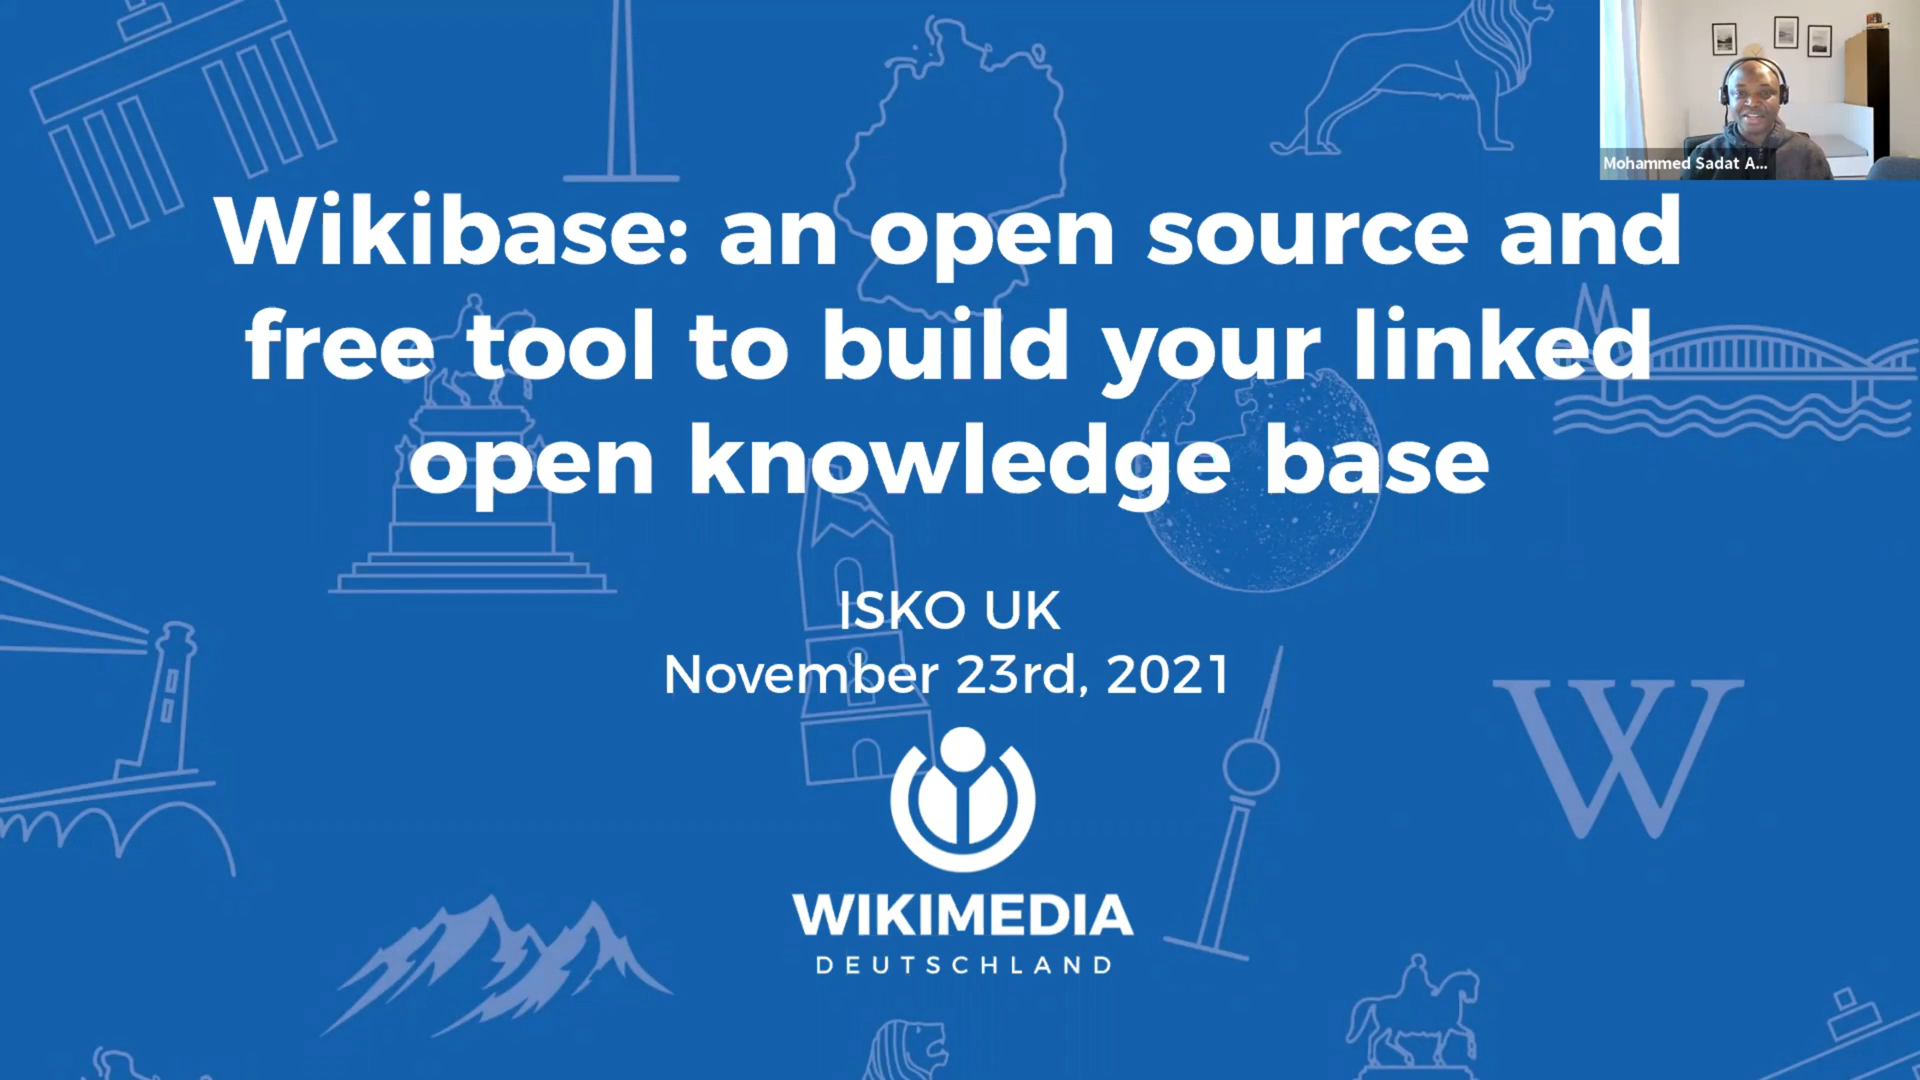 Mohammed Sadat A...
Wikibase: an open source and
free tool to build your linked
open knowledge base
ISKO UK
November 23rd, 2021
W
WIKIMEDIA
DEUTSCHLAND